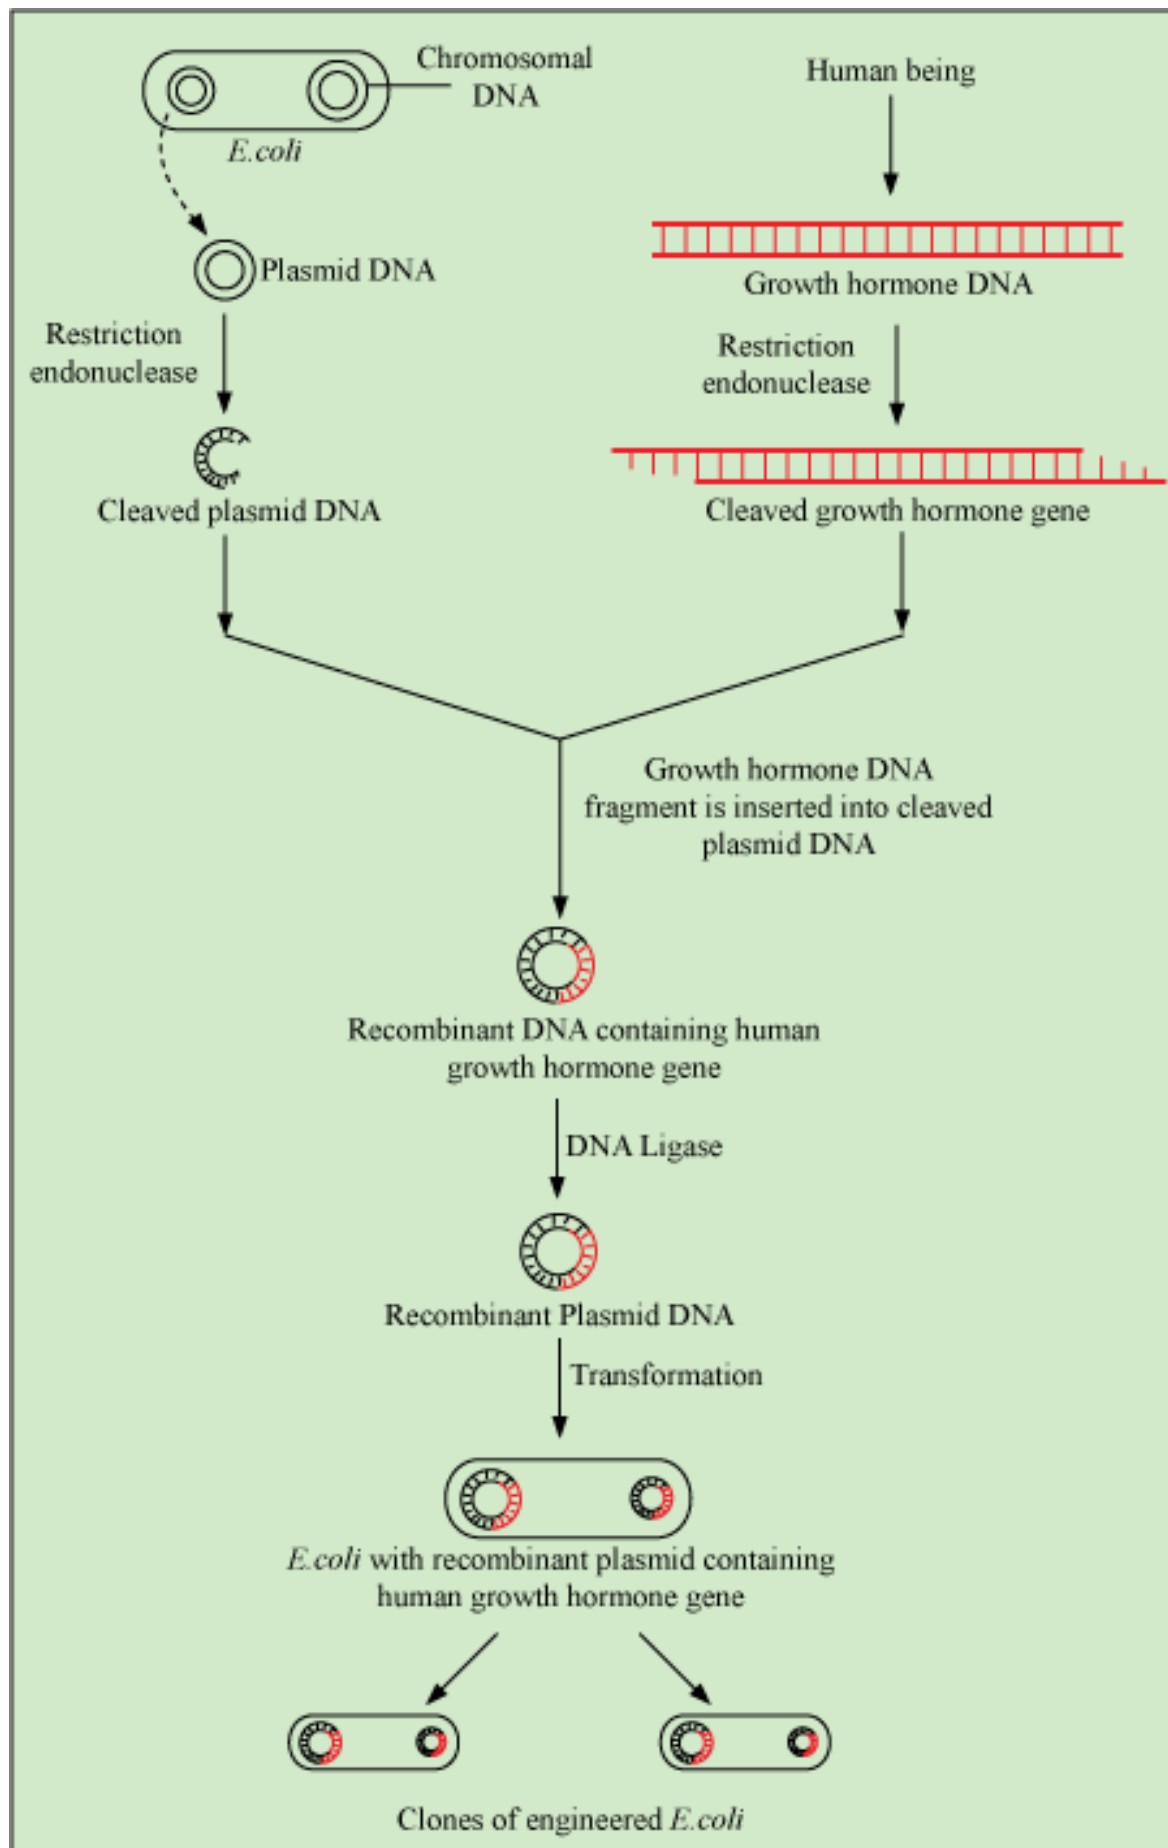 Chromosomal
DNA
E.coli
Human being
Plasmid DNA
Growth hormone DNA
Restriction
endonuclease
Restriction
endonuclease
Cleaved plasmid DNA
Cleaved growth hormone gene
Growth hormone DNA
fragment is inserted into cleaved
plasmid DNA
Recombinant DNA containing human
growth hormone gene
DNA Ligase
Recombinant Plasmid DNA
Transformation
E.coli with recombinant plasmid containing
human growth hormone gene
Clones of engineered E.coli